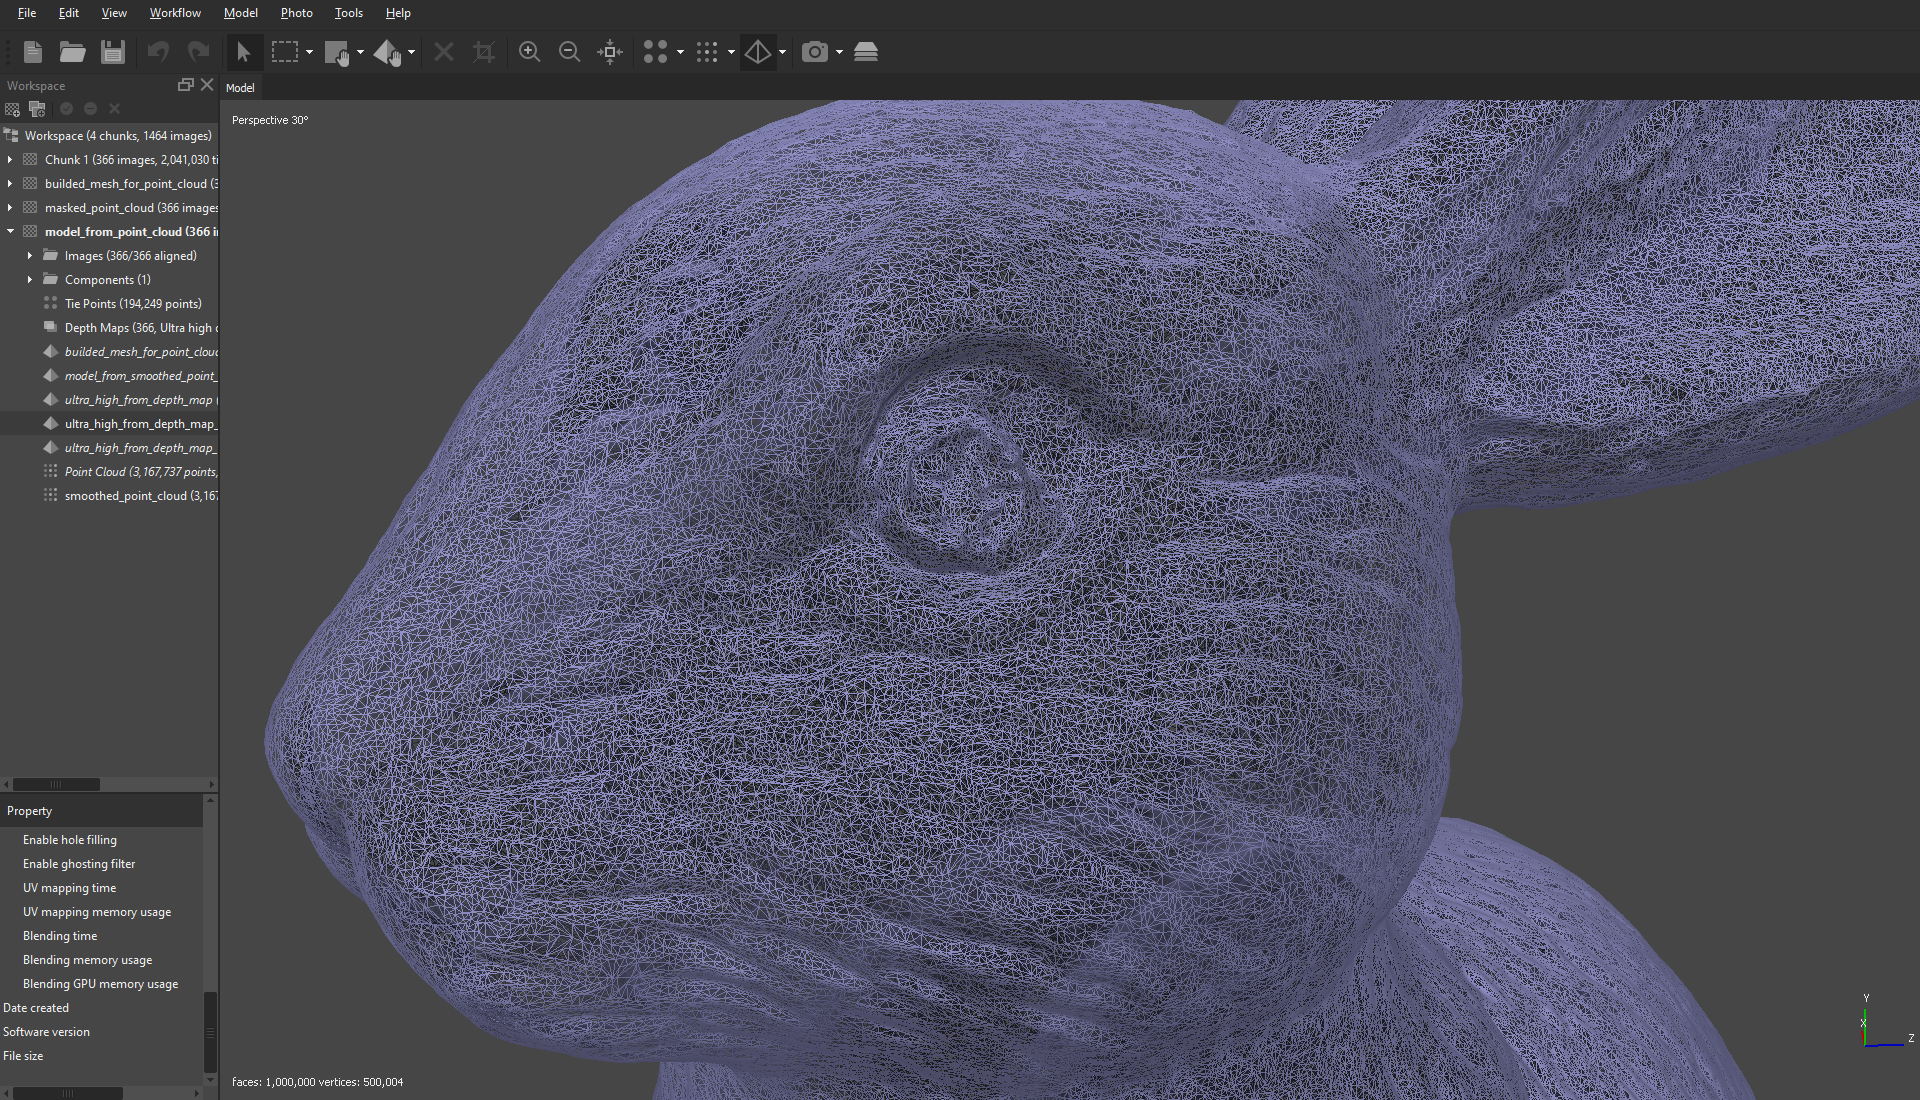 File Edit View Workflow Model Photo Tools Help
Workspace
Model
Perspective 30°
Workspace (4 chunks, 1464 images)
Chunk 1 (366 images, 2,041,030 ti
builded_mesh_for_point_cloud (3
masked_point_cloud (366 images
model_from_point_cloud (366 i
Images (366/366 aligned)
Components (1)
Tie Points (194,249 points)
Depth Maps (366, Ultra high
builded_mesh_for_point_cloud
model_from_smoothed_point_
ultra_high_from_depth_map (
ultra_high_from_depth_map_
ultra_high_from_depth_map_
Point Cloud (3,167,737 points,
smoothed_point_cloud (3,167
Property
Enable hole filling
Enable ghosting filter
UV mapping time
UV mapping memory usage
Blending time
Blending memory usage
Blending GPU memory usage
Date created
Software version
File size
Y
X
Z
faces: 1,000,000 vertices: 500,004